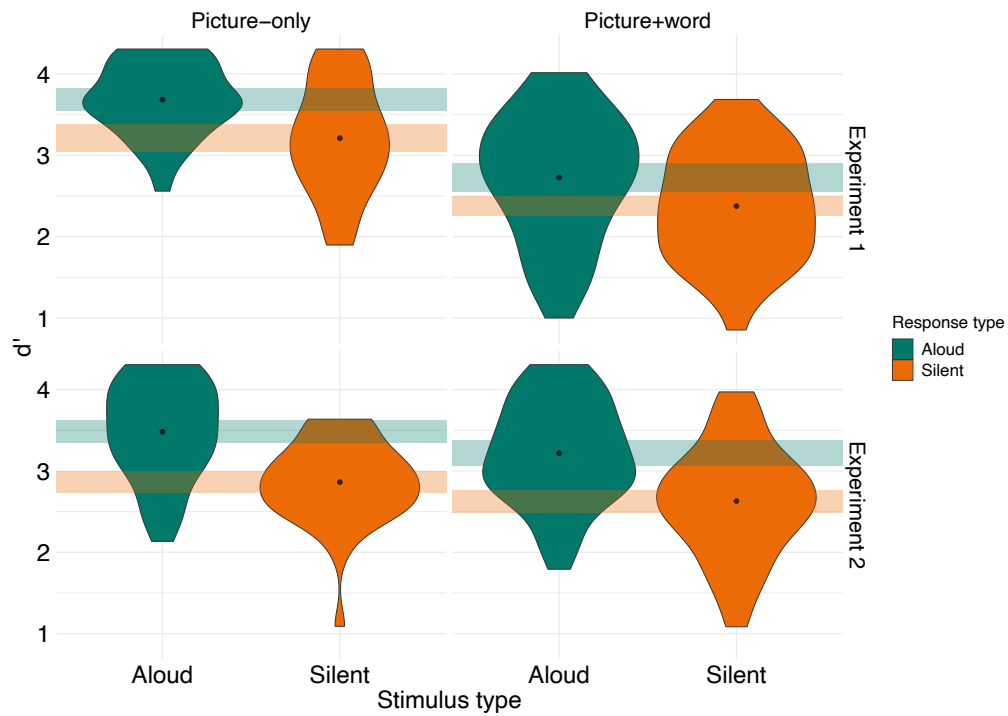 Picture−only
Picture+word
4
3
2
1
Experiment 1
d'
4
3
2
1
Experiment 2
Aloud
Silent
Aloud
Silent
Stimulus type
Response type
Aloud
Silent